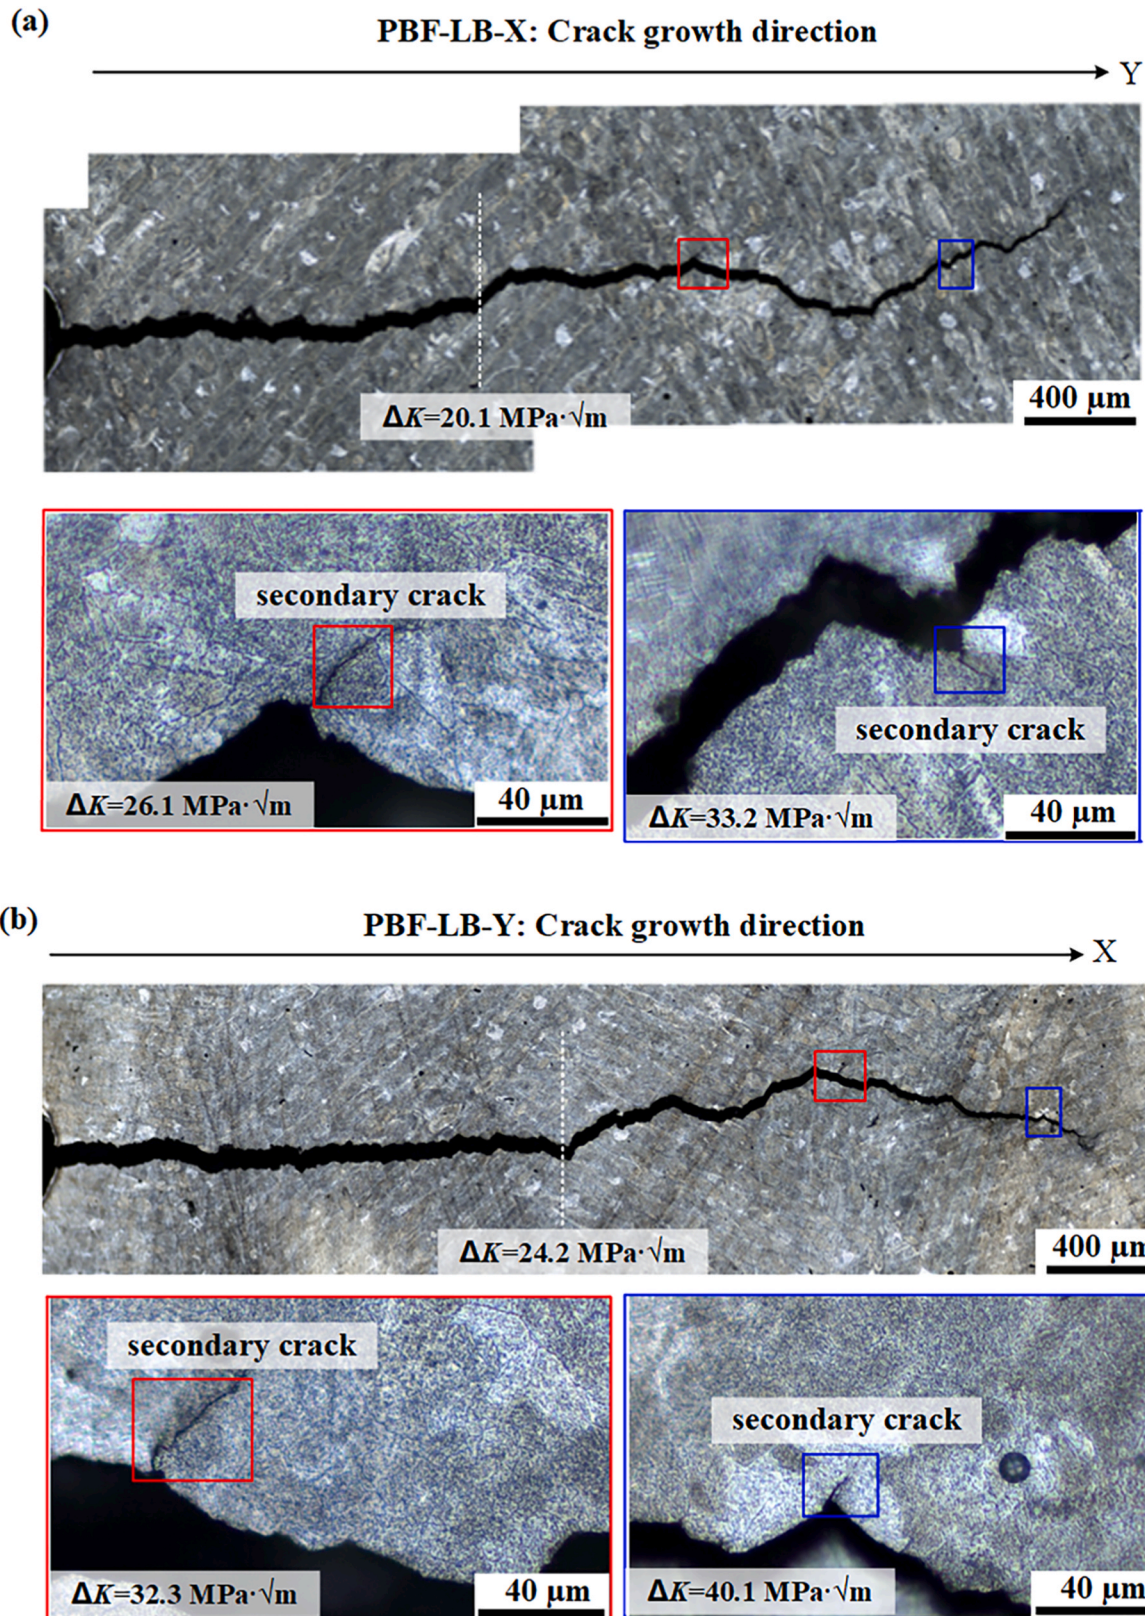 (a)
PBF-LB-X: Crack growth direction
Y
ΔK=20.1 MPa·√m
400 µm
secondary crack
ΔK=26.1 MPa·√m
40 µm
secondary crack
ΔK=33.2 MPa·√m
40 µm
(b)
PBF-LB-Y: Crack growth direction
X
ΔK=24.2 MPa·√m
400 µm
secondary crack
ΔK=32.3 MPa·√m
40 µm
secondary crack
ΔK=40.1 MPa·√m
40 µm